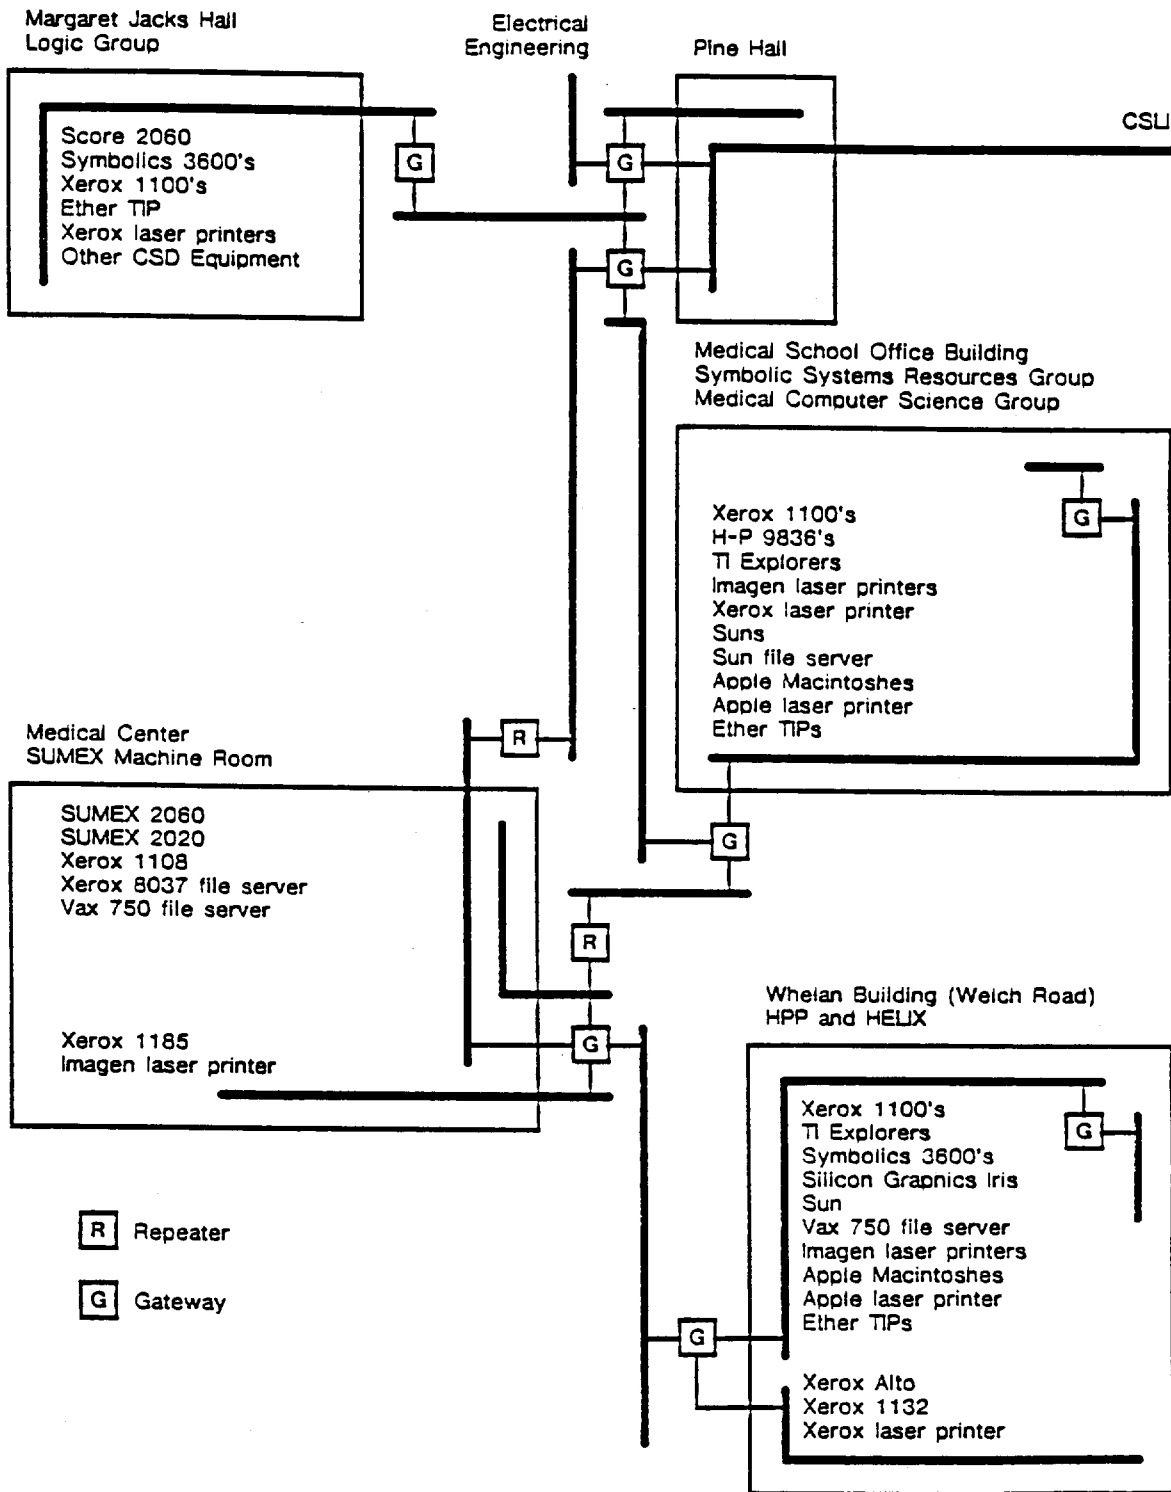 Margaret Jacks Hall
Logic Group
Electrical
Engineering
Pine Hall
CSLI
Score 2060
Symbolics 3600's
Xerox 1100's
Ether TIP
Xerox laser printers
Other CSD Equipment
G
G
G
Medical School Office Building
Symbolic Systems Resources Group
Medical Computer Science Group
Xerox 1100's
H-P 9836's
TI Explorers
Imagen laser printers
Xerox laser printer
Suns
Sun file server
Apple Macintoshes
Apple laser printer
Ether TIPs
G
R
G
Medical Center
SUMEX Machine Room
SUMEX 2060
SUMEX 2020
Xerox 1108
Xerox 8037 file server
Vax 750 file server
Xerox 1185
Imagen laser printer
R
G
Whelan Building (Welch Road)
HPP and HELIX
Xerox 1100's
TI Explorers
Symbolics 3600's
Silicon Graphics Iris
Sun
Vax 750 file server
Imagen laser printers
Apple Macintoshes
Apple laser printer
Ether TIPs
G
Xerox Alto
Xerox 1132
Xerox laser printer
G
R Repeater
G Gateway